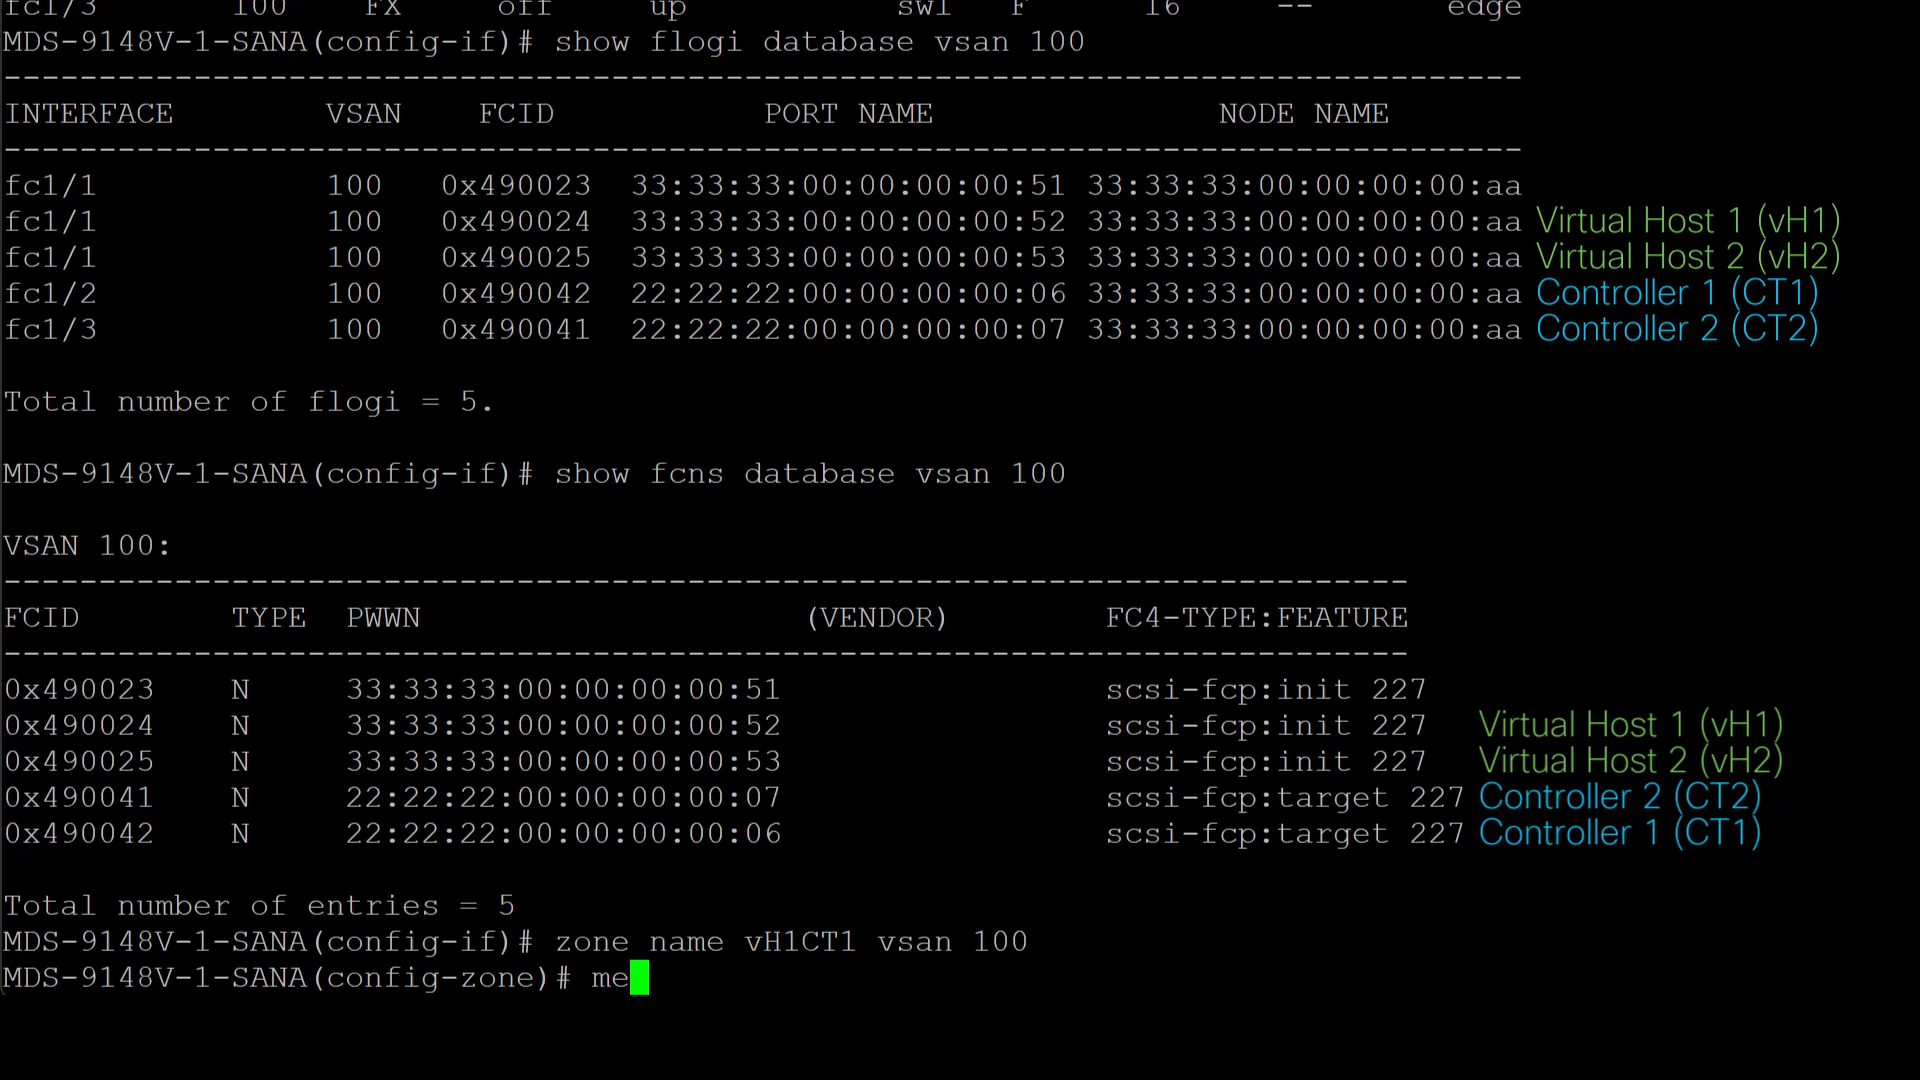 fc1/3 100 FX off up swl F 16 -- edge
MDS-9148V-1-SANA(config-if)# show flogi database vsan 100
--------------------------------------------------------------------------------
INTERFACE VSAN FCID PORT NAME NODE NAME
--------------------------------------------------------------------------------
fc1/1 100 0x490023 33:33:33:00:00:00:00:51 33:33:33:00:00:00:00:aa
fc1/1 100 0x490024 33:33:33:00:00:00:00:52 33:33:33:00:00:00:00:aa Virtual Host 1 (vH1)
fc1/1 100 0x490025 33:33:33:00:00:00:00:53 33:33:33:00:00:00:00:aa Virtual Host 2 (vH2)
fc1/2 100 0x490042 22:22:22:00:00:00:00:06 33:33:33:00:00:00:00:aa Controller 1 (CT1)
fc1/3 100 0x490041 22:22:22:00:00:00:00:07 33:33:33:00:00:00:00:aa Controller 2 (CT2)
Total number of flogi = 5.
MDS-9148V-1-SANA(config-if)# show fcns database vsan 100
VSAN 100:
--------------------------------------------------------------------------
FCID TYPE PWWN (VENDOR) FC4-TYPE:FEATURE
--------------------------------------------------------------------------
0x490023 N 33:33:33:00:00:00:00:51 scsi-fcp:init 227
0x490024 N 33:33:33:00:00:00:00:52 scsi-fcp:init 227 Virtual Host 1 (vH1)
0x490025 N 33:33:33:00:00:00:00:53 scsi-fcp:init 227 Virtual Host 2 (vH2)
0x490041 N 22:22:22:00:00:00:00:07 scsi-fcp:target 227 Controller 2 (CT2)
0x490042 N 22:22:22:00:00:00:00:06 scsi-fcp:target 227 Controller 1 (CT1)
Total number of entries = 5
MDS-9148V-1-SANA(config-if)# zone name vH1CT1 vsan 100
MDS-9148V-1-SANA(config-zone)# me